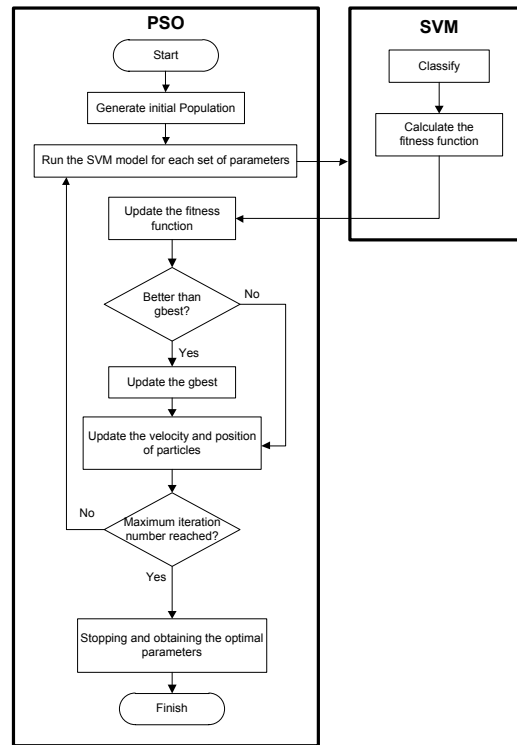 PSO
Start
Generate initial Population
Run the SVM model for each set of parameters
Update the fitness
function
Better than
gbest?
No
Yes
Update the gbest
Update the velocity and position
of particles
No
Maximum iteration
number reached?
Yes
Stopping and obtaining the optimal
parameters
Finish
SVM
Classify
Calculate the
fitness function